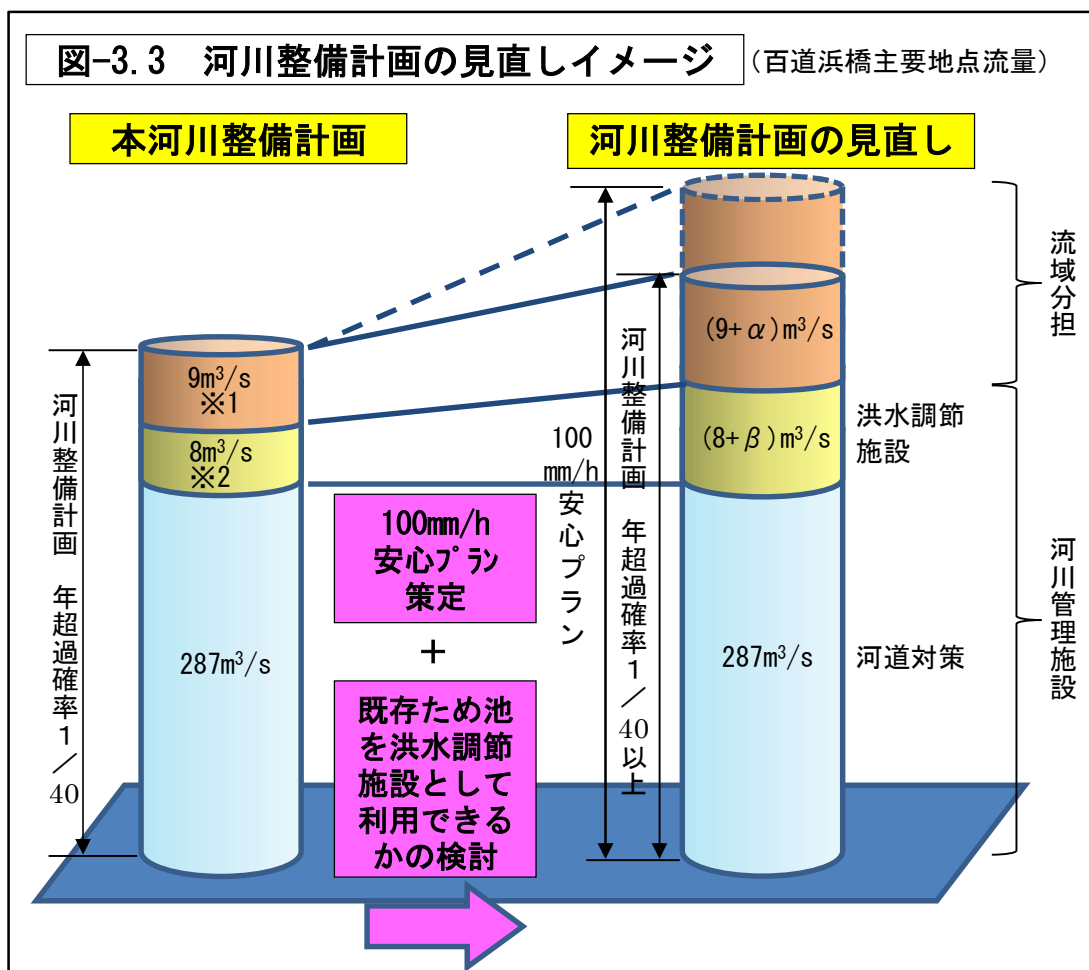 図-3.3 河川整備計画の見直しイメージ
(百道浜橋主要地点流量)
本河川整備計画
河川整備計画の見直し
河川整備計画 年超過確率1/40
9m³/s
※1
8m³/s
※2
287m³/s
100mm/h
安心プラン
策定
+
既存ため池
を洪水調節
施設として
利用できる
かの検討
100
mm/h
安心プラン
河川整備計画 年超過確率1/40以上
(9+α)m³/s
(8+β)m³/s
287m³/s
洪水調節
施設
河道対策
流域分担
河川管理施設